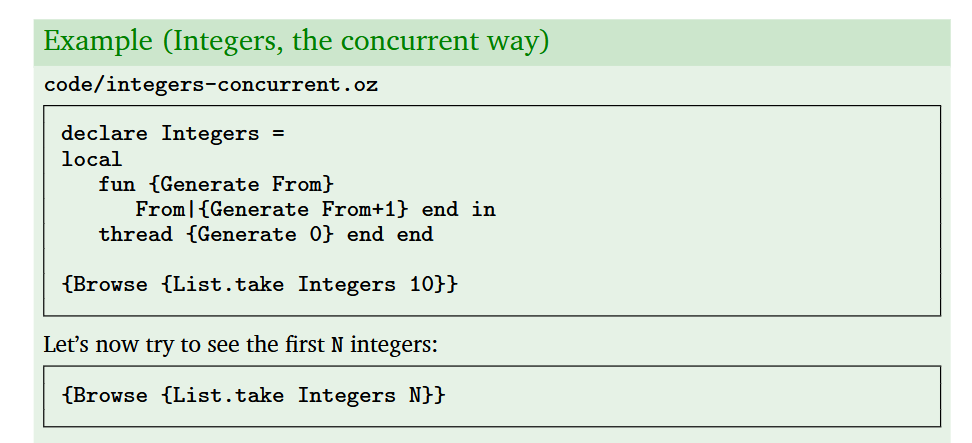 Example (Integers, the concurrent way)
code/integers-concurrent.oz
declare Integers =
local
   fun {Generate From}
      From|{Generate From+1} end in
   thread {Generate 0} end end
{Browse {List.take Integers 10}}
Let’s now try to see the first N integers:
{Browse {List.take Integers N}}